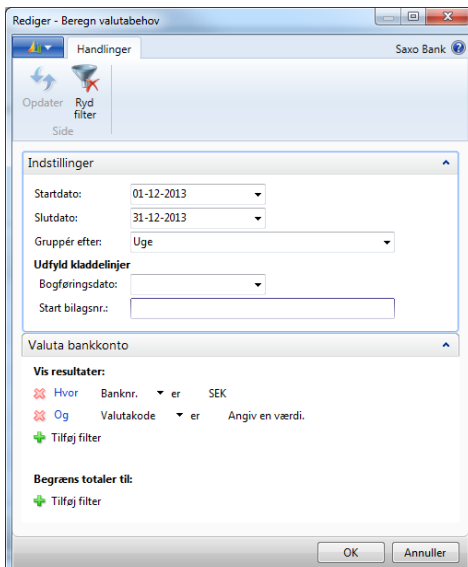 Rediger - Beregn valutabehov
Handlinger
Saxo Bank
Opdater
Ryd filter
Side
Indstillinger
Startdato: 01-12-2013
Slutdato: 31-12-2013
Gruppér efter: Uge
Udfyld kladdelinjer
Bogføringsdato:
Start bilagsnr.:
Valuta bankkonto
Vis resultater:
Hvor Banknr. er SEK
Og Valutakode er Angiv en værdi.
Tilføj filter
Begræns totaler til:
Tilføj filter
OK Annuller